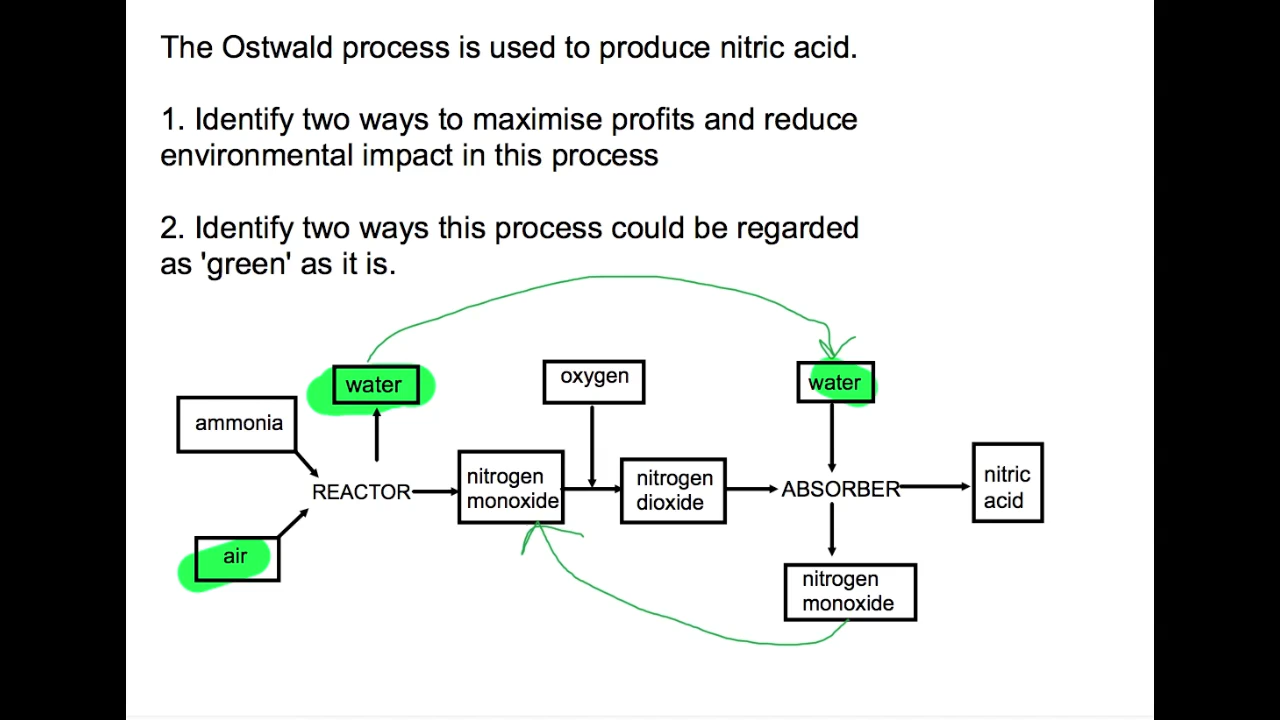 The Ostwald process is used to produce nitric acid.
1. Identify two ways to maximise profits and reduce
environmental impact in this process
2. Identify two ways this process could be regarded
as 'green' as it is.
water
oxygen
water
ammonia
REACTOR
nitrogen
monoxide
nitrogen
dioxide
ABSORBER
nitric
acid
air
nitrogen
monoxide